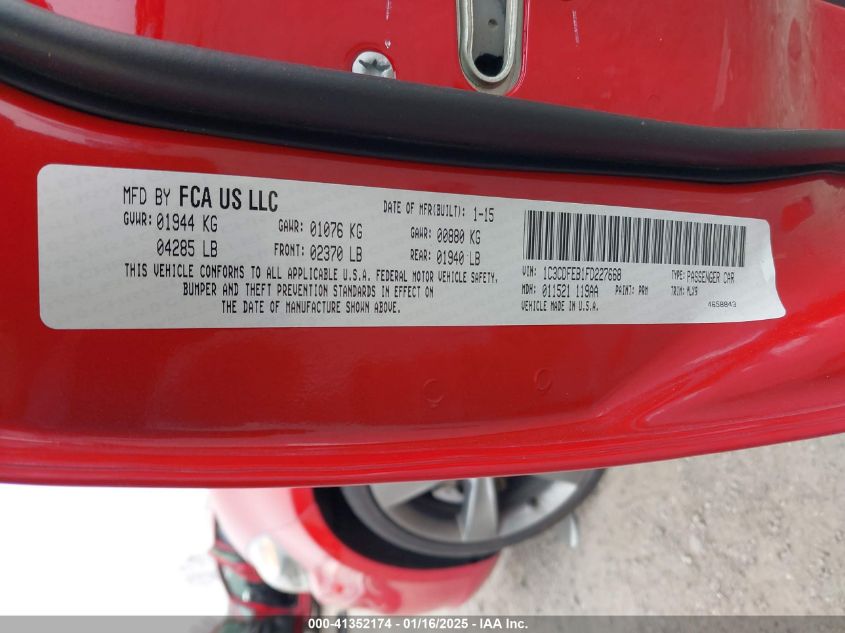 MFD BY FCA US LLC
DATE OF MFR(BUILT): 1-15
GVWR: 01944 KG
GAWR: 01076 KG
GAWR: 00880 KG
04285 LB
FRONT: 02370 LB
REAR: 01940 LB
THIS VEHICLE CONFORMS TO ALL APPLICABLE U.S.A. FEDERAL MOTOR VEHICLE SAFETY,
BUMPER AND THEFT PREVENTION STANDARDS IN EFFECT ON
THE DATE OF MANUFACTURE SHOWN ABOVE.
VIN: 1C3CDFEB1FD227668
TYPE: PASSENGER CAR
MDH: 011521 119AA
PAINT: PRM
TRIM: MLX9
VEHICLE MADE IN U.S.A.
4658843
000-41352174 — 01/16/2025 — IAA Inc.